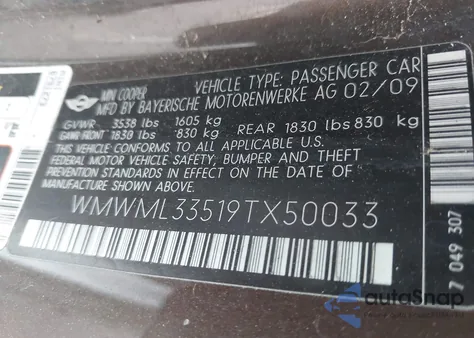 MINI COOPER
VEHICLE TYPE: PASSENGER CAR
MFD BY BAYERISCHE MOTORENWERKE AG 02/09
GVWR 3538 lbs 1605 kg
GAWR-FRONT 1830 lbs 830 kg REAR 1830 lbs 830 kg
THIS VEHICLE CONFORMS TO ALL APPLICABLE U.S.
FEDERAL MOTOR VEHICLE SAFETY, BUMPER AND THEFT
PREVENTION STANDARDS IN EFFECT ON THE DATE OF
MANUFACTURE SHOWN ABOVE.
WMWML33519TX50033
7 049 307
autoSnap